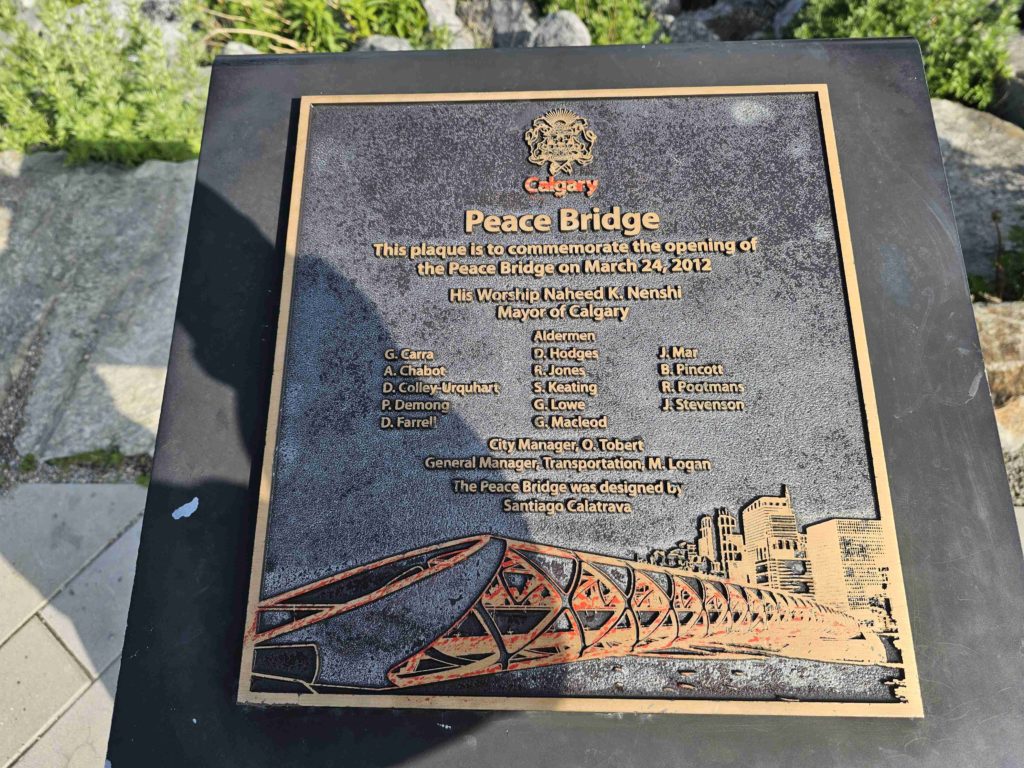 Calgary
Peace Bridge
This plaque is to commemorate the opening of
the Peace Bridge on March 24, 2012
His Worship Naheed K. Nenshi
Mayor of Calgary
Aldermen
G. Carra D. Hodges J. Mar
A. Chabot R. Jones B. Pincott
D. Colley-Urquhart S. Keating R. Pootmans
P. Demong G. Lowe J. Stevenson
D. Farrell G. Macleod
City Manager, O. Tobert
General Manager, Transportation, M. Logan
The Peace Bridge was designed by
Santiago Calatrava